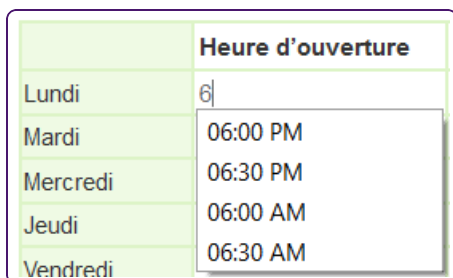 Heure d'ouverture
Lundi 6
Mardi 06:00 PM
Mercredi 06:30 PM
Jeudi 06:00 AM
Vendredi 06:30 AM